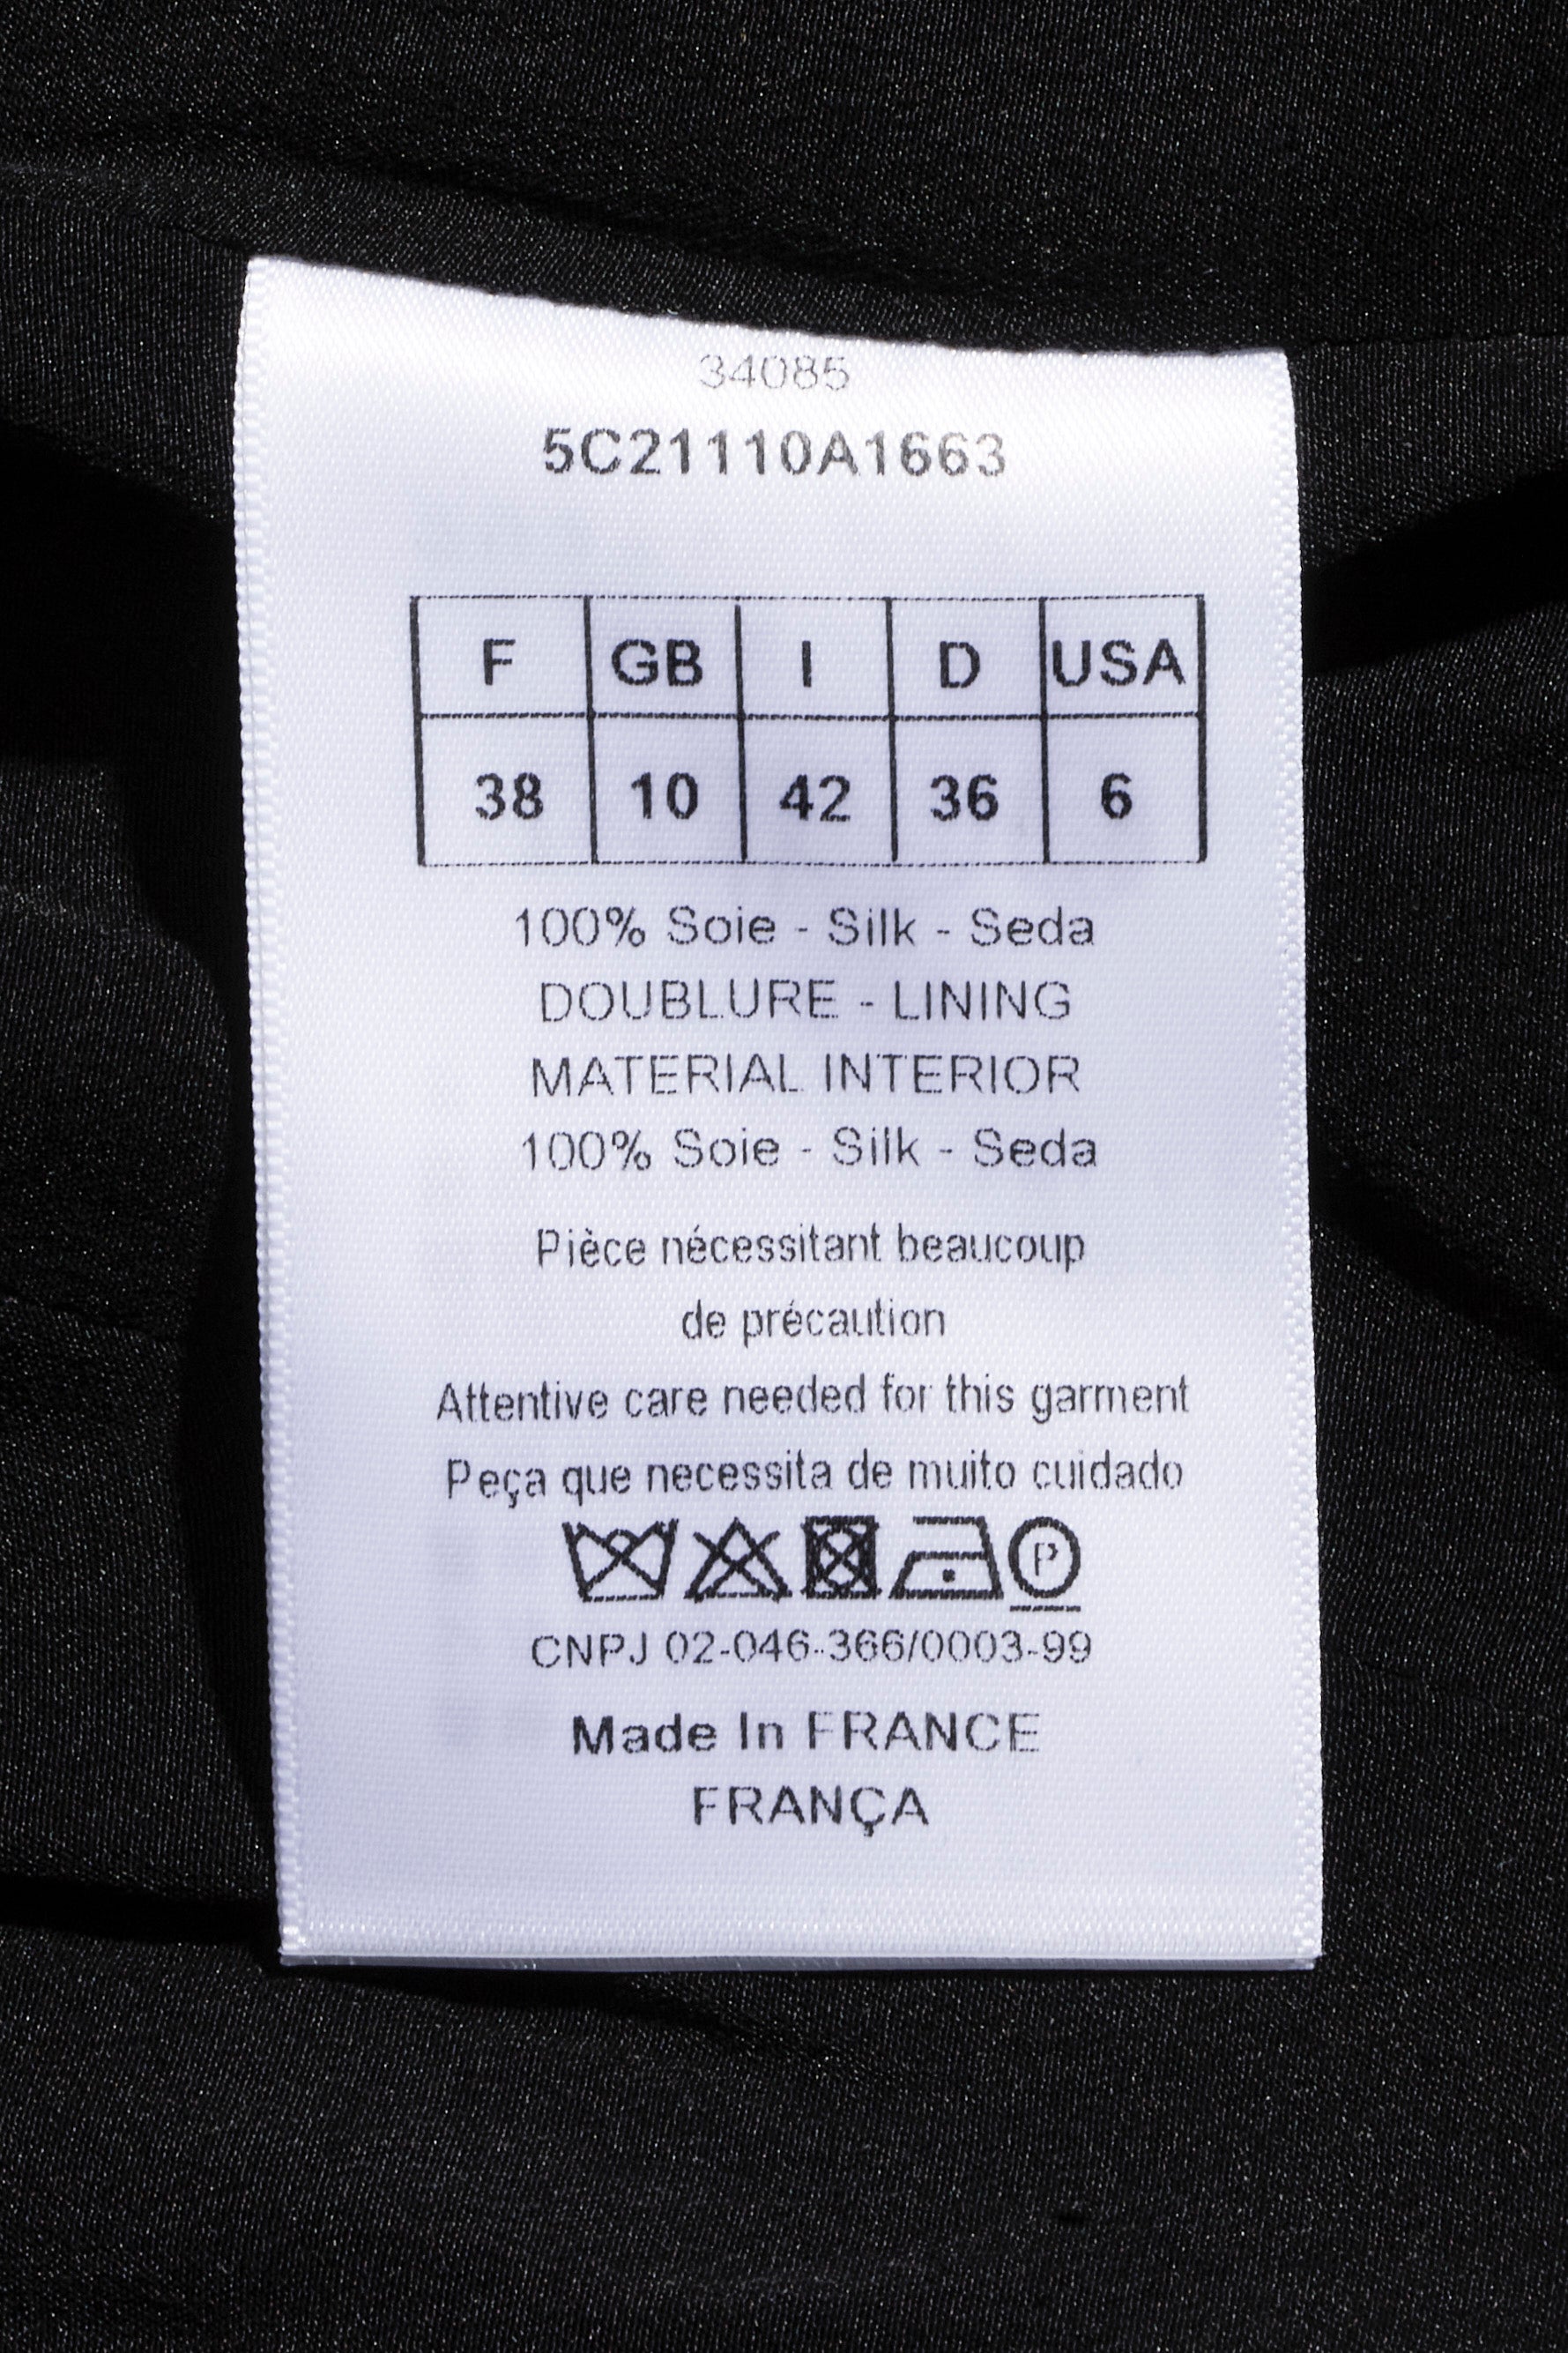 34085
5C21110A1663
F GB I D USA
38 10 42 36 6
100% Soie - Silk - Seda
DOUBLURE - LINING
MATERIAL INTERIOR
100% Soie - Silk - Seda
Pièce nécessitant beaucoup
de précaution
Attentive care needed for this garment
Peça que necessita de muito cuidado
P
CNPJ 02-046-366/0003-99
Made In FRANCE
FRANÇA